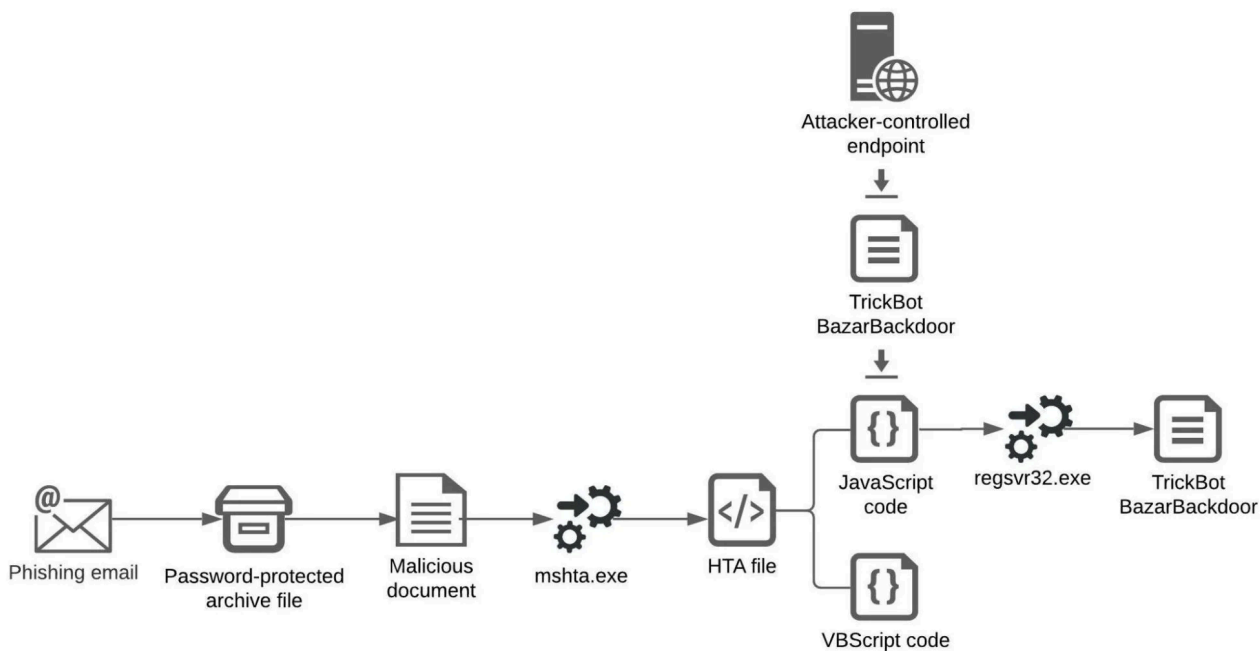 Attacker-controlled
endpoint
TrickBot
BazarBackdoor
{}
JavaScript
code
regsvr32.exe
TrickBot
BazarBackdoor
@
Phishing email
Password-protected
archive file
Malicious
document
mshta.exe
</>
HTA file
{}
VBScript code